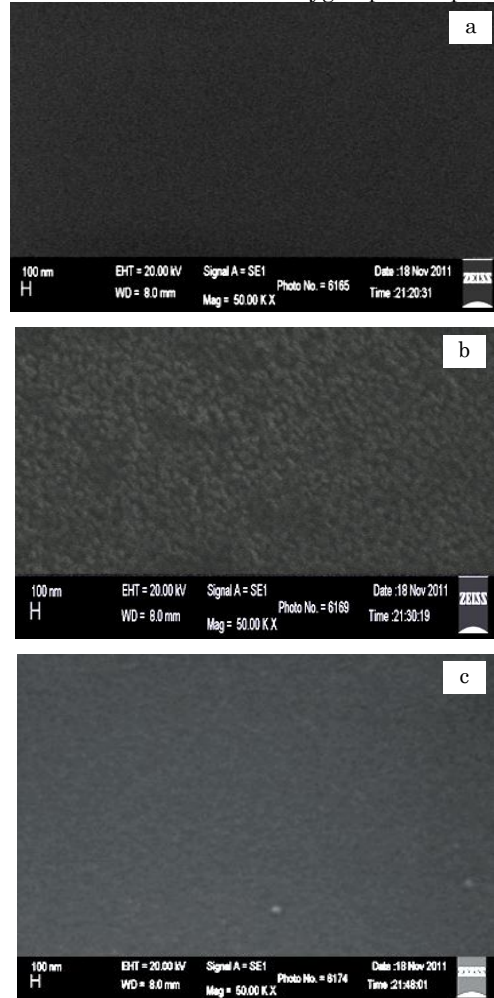 a
100 nm EHT = 20.00 kV Signal A = SE1 Date :18 Nov 2011
WD = 8.0 mm Mag = 50.00 K X Photo No. = 6165 Time :21:20:31
ZEISS
b
100 nm EHT = 20.00 kV Signal A = SE1 Date :18 Nov 2011
WD = 8.0 mm Mag = 50.00 K X Photo No. = 6169 Time :21:30:19
ZEISS
c
100 nm EHT = 20.00 kV Signal A = SE1 Date :18 Nov 2011
WD = 8.0 mm Mag = 50.00 K X Photo No. = 6174 Time :21:48:01